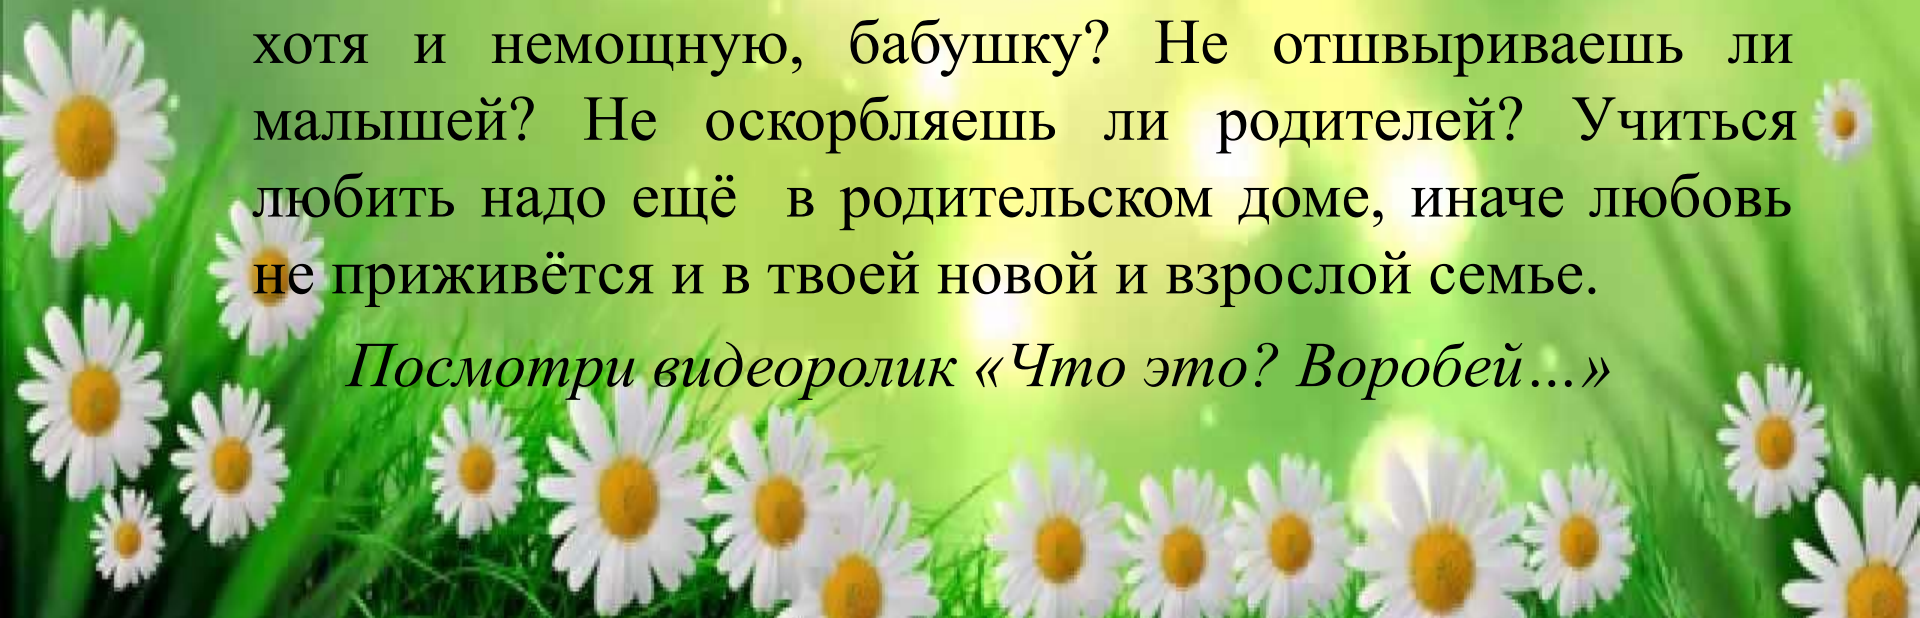 хотя и немощную, бабушку? Не отшвыриваешь ли
малышей? Не оскорбляешь ли родителей? Учиться
любить надо ещё в родительском доме, иначе любовь
не приживётся и в твоей новой и взрослой семье.
Посмотри видеоролик «Что это? Воробей…»